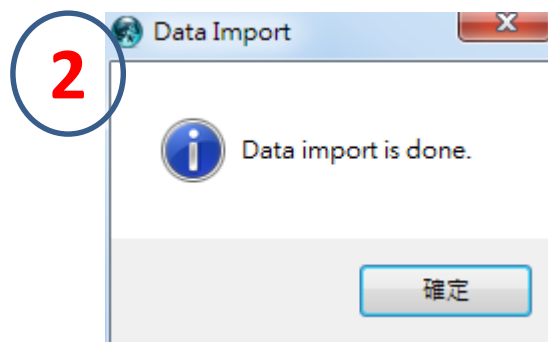 2
Data Import
Data import is done.
確定